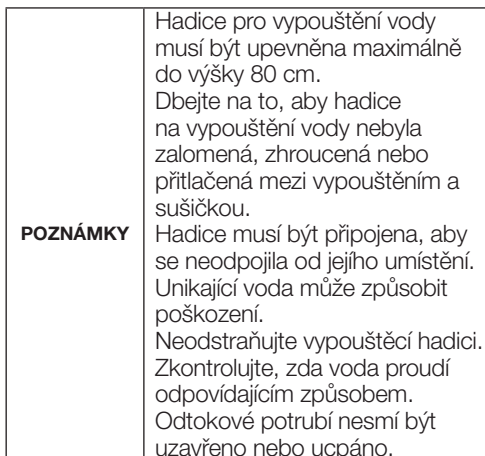 Hadice pro vypouštění vody
musí být upevněna maximálně
do výšky 80 cm.
Dbejte na to, aby hadice
na vypouštění vody nebyla
zalomená, zhroucená nebo
přitlačená mezi vypouštěním a
sušičkou.
POZNÁMKY
Hadice musí být připojena, aby
se neodpojila od jejího umístění.
Unikající voda může způsobit
poškození.
Neodstraňujte vypouštěcí hadici.
Zkontrolujte, zda voda proudí
odpovídajícím způsobem.
Odtokové potrubí nesmí být
uzavřeno nebo ucpáno.